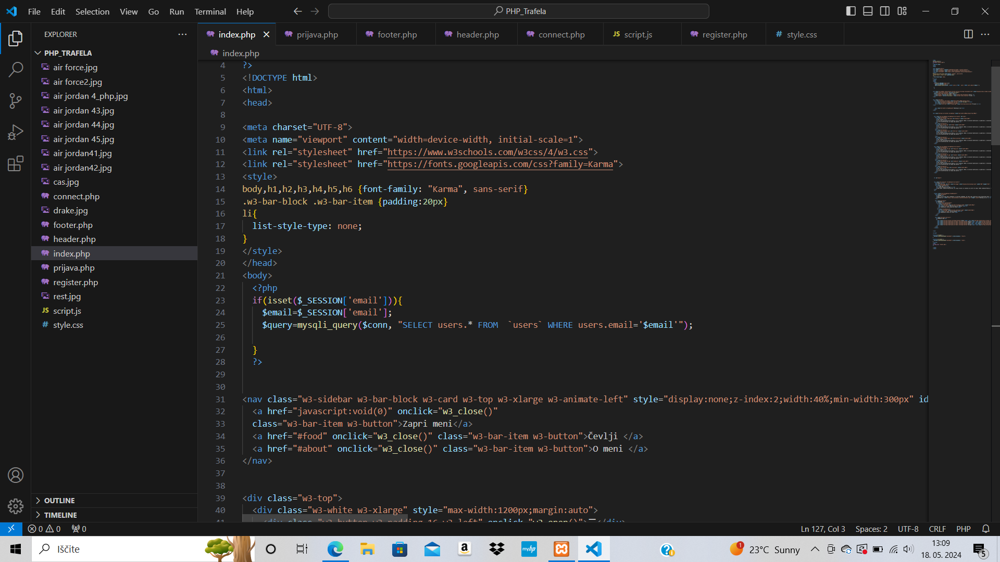 File Edit Selection View Go Run Terminal Help
PHP_Trafela
EXPLORER
PHP_TRAFELA
air force.jpg
air force2.jpg
air jordan 4_php.jpg
air jordan 43.jpg
air jordan 44.jpg
air jordan 45.jpg
air jordan41.jpg
air jordan42.jpg
cas.jpg
connect.php
drake.jpg
footer.php
header.php
index.php
prijava.php
register.php
rest.jpg
JS script.js
# style.css
OUTLINE
TIMELINE
index.php prijava.php footer.php header.php connect.php JS script.js register.php # style.css
index.php
4 ?>
5 <!DOCTYPE html>
6 <html>
7 <head>
8
9 <meta charset="UTF-8">
10 <meta name="viewport" content="width=device-width, initial-scale=1">
11 <link rel="stylesheet" href="https://www.w3schools.com/w3css/4/w3.css">
12 <link rel="stylesheet" href="https://fonts.googleapis.com/css?family=Karma">
13 <style>
14 body,h1,h2,h3,h4,h5,h6 {font-family: "Karma", sans-serif}
15 .w3-bar-block .w3-bar-item {padding:20px}
16 li{
17 list-style-type: none;
18 }
19 </style>
20 </head>
21 <body>
22 <?php
23 if(isset($_SESSION['email'])){
24 $email=$_SESSION['email'];
25 $query=mysqli_query($conn, "SELECT users.* FROM  `users` WHERE users.email='$email'");
26
27 }
28 ?>
29
30
31 <nav class="w3-sidebar w3-bar-block w3-card w3-top w3-xlarge w3-animate-left" style="display:none;z-index:2;width:40%;min-width:300px" id
32 <a href="javascript:void(0)" onclick="w3_close()"
33 class="w3-bar-item w3-button">Zapri meni</a>
34 <a href="#food" onclick="w3_close()" class="w3-bar-item w3-button">Čevlji </a>
35 <a href="#about" onclick="w3_close()" class="w3-bar-item w3-button">O meni </a>
36 </nav>
37
38
39 <div class="w3-top">
40 <div class="w3-white w3-xlarge" style="max-width:1200px;margin:auto">
41 <div class="w3-button w3-padding-16 w3-left" onclick="w3_open()">☰</div>
0 0 0
Ln 127, Col 3 Spaces: 2 UTF-8 CRLF PHP
Iščite
a
myhp
1
23°C Sunny
13:09
18. 05. 2024
5